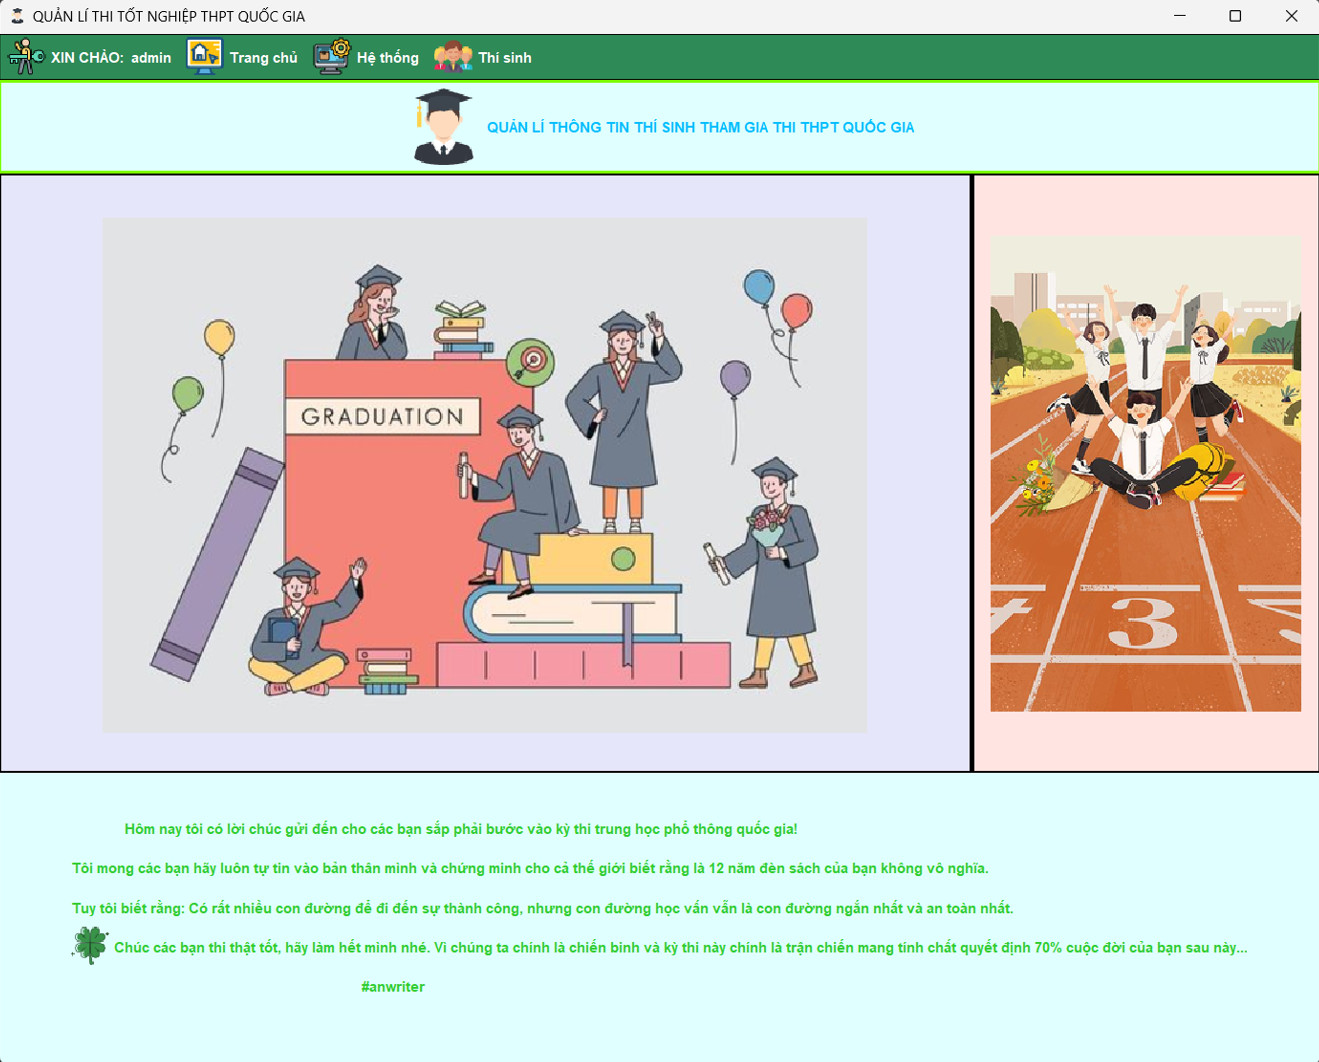 QUẢN LÍ THI TỐT NGHIỆP THPT QUỐC GIA
XIN CHÀO: admin Trang chủ Hệ thống Thí sinh
QUẢN LÍ THÔNG TIN THÍ SINH THAM GIA THI THPT QUỐC GIA
GRADUATION
3
Hôm nay tôi có lời chúc gửi đến cho các bạn sắp phải bước vào kỳ thi trung học phổ thông quốc gia!
Tôi mong các bạn hãy luôn tự tin vào bản thân mình và chứng minh cho cả thế giới biết rằng là 12 năm đèn sách của bạn không vô nghĩa.
Tuy tôi biết rằng: Có rất nhiều con đường để đi đến sự thành công, nhưng con đường học vấn vẫn là con đường ngắn nhất và an toàn nhất.
Chúc các bạn thi thật tốt, hãy làm hết mình nhé. Vì chúng ta chính là chiến binh và kỳ thi này chính là trận chiến mang tính chất quyết định 70% cuộc đời của bạn sau này...
#anwriter